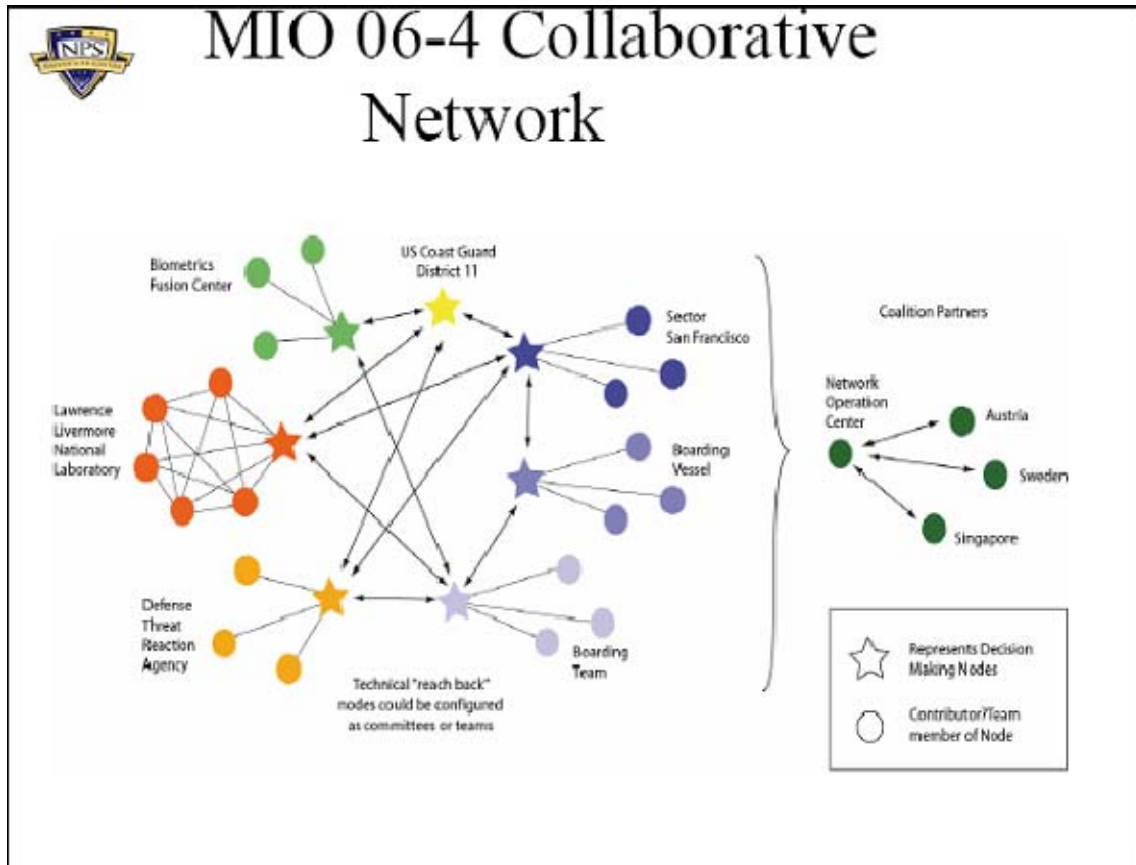 NPS
MIO 06-4 Collaborative
Network
Biometrics
Fusion Center
US Coast Guard
District 11
Sector
San Francisco
Coalition Partners
Lawrence
Livermore
National
Laboratory
Boarding
Vessel
Network
Operation
Center
Austria
Sweden
Singapore
Defense
Threat
Reaction
Agency
Boarding
Team
Technical "reach back"
nodes could be configured
as committees or teams
Represents Decision
Making Nodes
Contributor/Team
member of Node